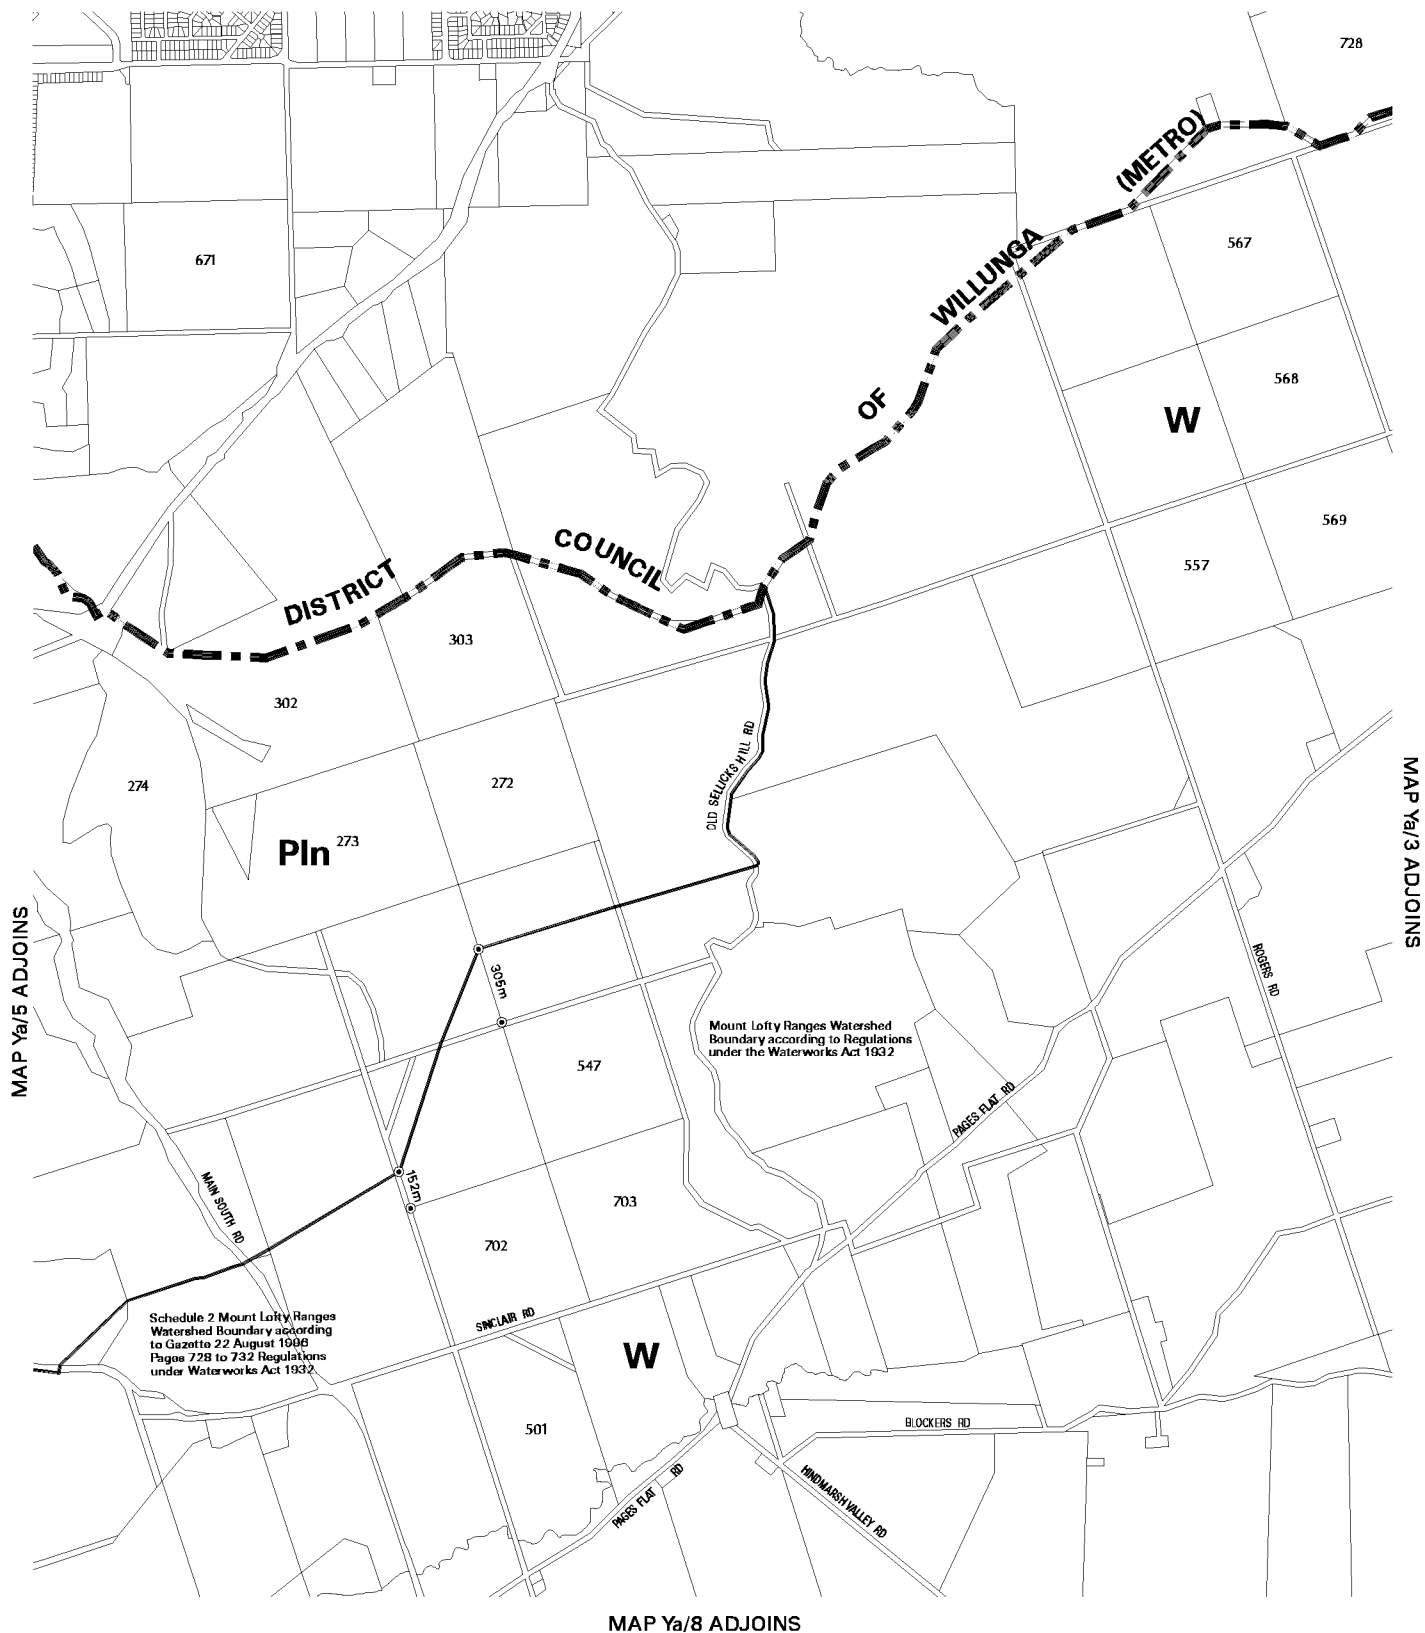 728
(METRO)
567
671
WILLUNGA
568
OF
W
569
COUNCIL
557
DISTRICT
303
302
OLD SELLICKS HILL RD
272
274
Pln
273
MAP Ya/3 ADJOINS
MAP Ya/5 ADJOINS
ROGERS RD
305m
Mount Lofty Ranges Watershed
Boundary according to Regulations
under the Waterworks Act 1932
547
PAGES FLAT RD
152m
MAIN SOUTH RD
703
702
SINCLAIR RD
Schedule 2 Mount Lofty Ranges
Watershed Boundary according
to Gazette 22 August 1996
Pages 728 to 732 Regulations
under Waterworks Act 1932
W
501
BLOCKERS RD
PAGES FLAT RD
HINDMARSH VALLEY RD
MAP Ya/8 ADJOINS